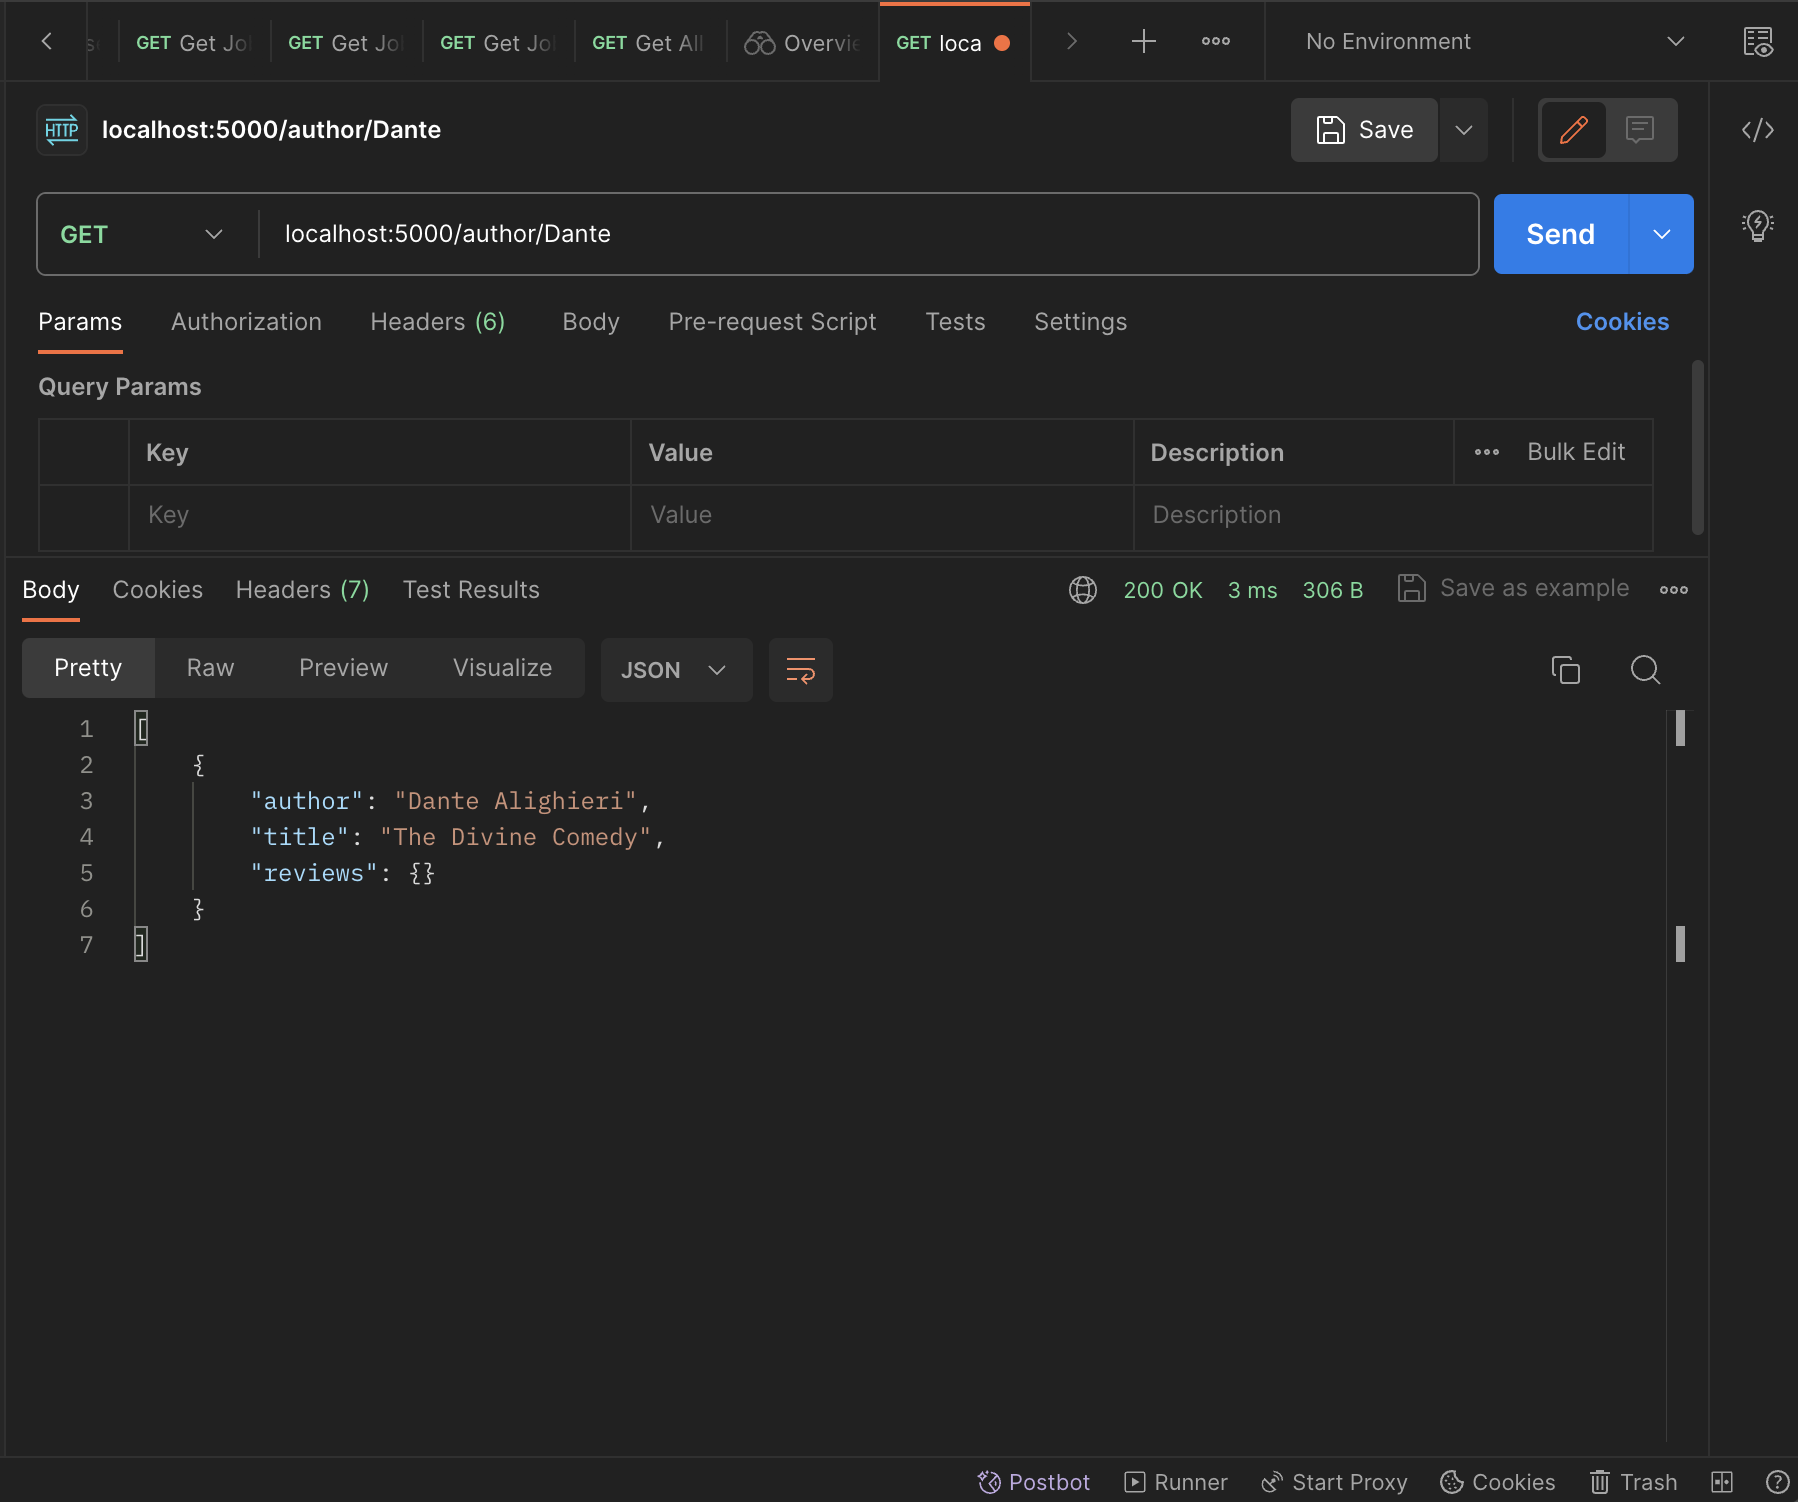 GET Get Jo
GET Get Jo
GET Get Jo
GET Get All
Overvie
GET loca
No Environment
HTTP localhost:5000/author/Dante
Save
GET localhost:5000/author/Dante
Send
Params Authorization Headers (6) Body Pre-request Script Tests Settings Cookies
Query Params
Key Value Description Bulk Edit
Key Value Description
Body Cookies Headers (7) Test Results 200 OK 3 ms 306 B Save as example
Pretty Raw Preview Visualize JSON
1 [
2 {
3 "author": "Dante Alighieri",
4 "title": "The Divine Comedy",
5 "reviews": {}
6 }
7 ]
Postbot Runner Start Proxy Cookies Trash